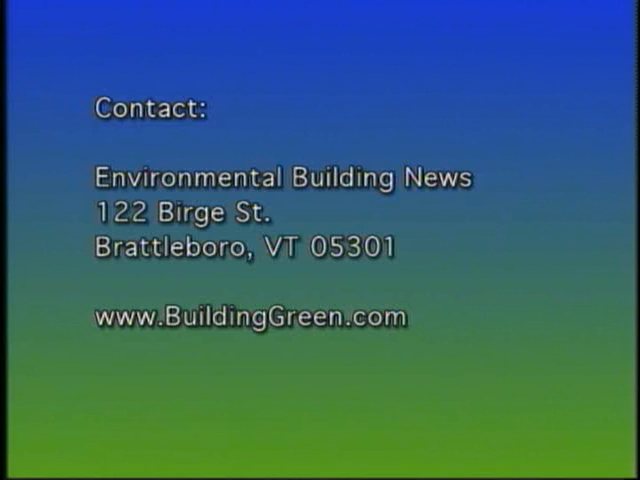 Contact:
Environmental Building News
122 Birge St.
Brattleboro, VT 05301
www.BuildingGreen.com